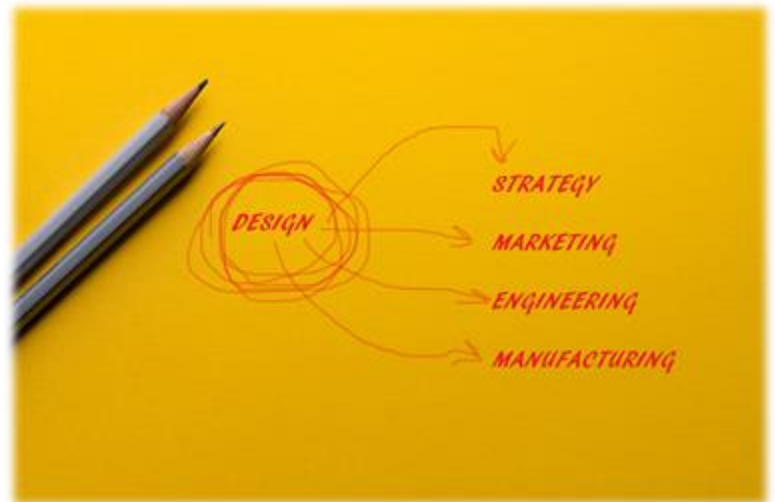 DESIGN
STRATEGY
MARKETING
ENGINEERING
MANUFACTURING